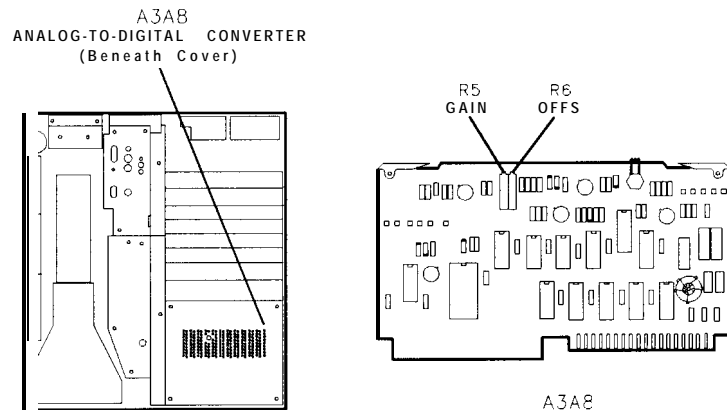 A3A8
ANALOG-TO-DIGITAL CONVERTER
(Beneath Cover)
R5
GAIN
R6
OFFS
A3A8